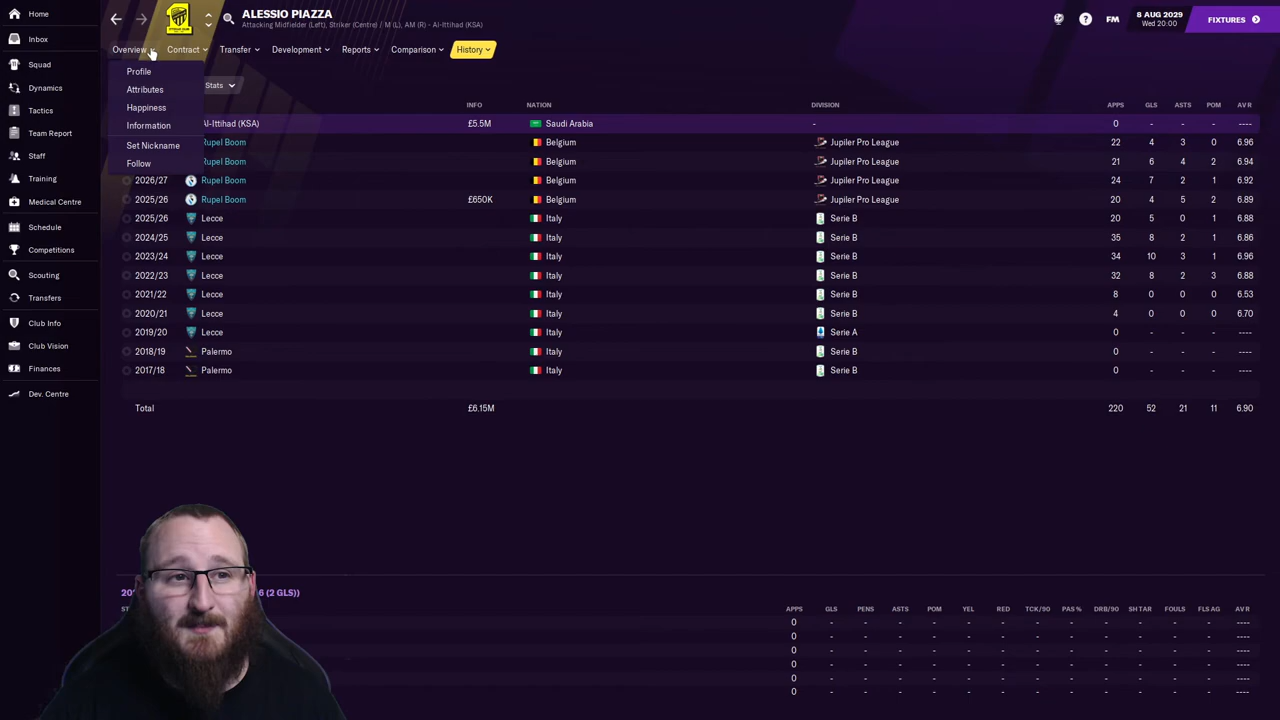 Home
ALESSIO PIAZZA
Attacking Midfielder (Left), Striker (Centre) / M (L), AM (R) - Al-Ittihad (KSA)
FM
8 AUG 2029
Wed 20:00
FIXTURES
Inbox
Squad
Dynamics
Tactics
Team Report
Staff
Training
Medical Centre
Schedule
Competitions
Scouting
Transfers
Club Info
Club Vision
Finances
Dev. Centre
Overview Contract Transfer Development Reports Comparison History
Profile
Attributes
Happiness
Information
Set Nickname
Follow
Stats
INFO NATION DIVISION APPS GLS ASTS POM AV R
Al-Ittihad (KSA) £5.5M Saudi Arabia - 0 - - - ----
Rupel Boom Belgium Jupiler Pro League 22 4 3 0 6.96
Rupel Boom Belgium Jupiler Pro League 21 6 4 2 6.94
2026/27 Rupel Boom Belgium Jupiler Pro League 24 7 2 1 6.92
2025/26 Rupel Boom £650K Belgium Jupiler Pro League 20 4 5 2 6.89
2025/26 Lecce Italy Serie B 20 5 0 1 6.88
2024/25 Lecce Italy Serie B 35 8 2 1 6.86
2023/24 Lecce Italy Serie B 34 10 3 1 6.96
2022/23 Lecce Italy Serie B 32 8 2 3 6.88
2021/22 Lecce Italy Serie B 8 0 0 0 6.53
2020/21 Lecce Italy Serie B 4 0 0 0 6.70
2019/20 Lecce Italy Serie A 0 - - - ----
2018/19 Palermo Italy Serie B 0 - - - ----
2017/18 Palermo Italy Serie B 0 - - - ----
Total £6.15M 220 52 21 11 6.90
(2 GLS))
APPS GLS PENS ASTS POM YEL RED TCK/90 PAS % DRB/90 SH TAR FOULS FLS AG AV R
0 - - - - - - - - - - - - ----
0 - - - - - - - - - - - - ----
0 - - - - - - - - - - - - ----
0 - - - - - - - - - - - - ----
0 - - - - - - - - - - - - ----
0 - - - - - - - - - - - - ----